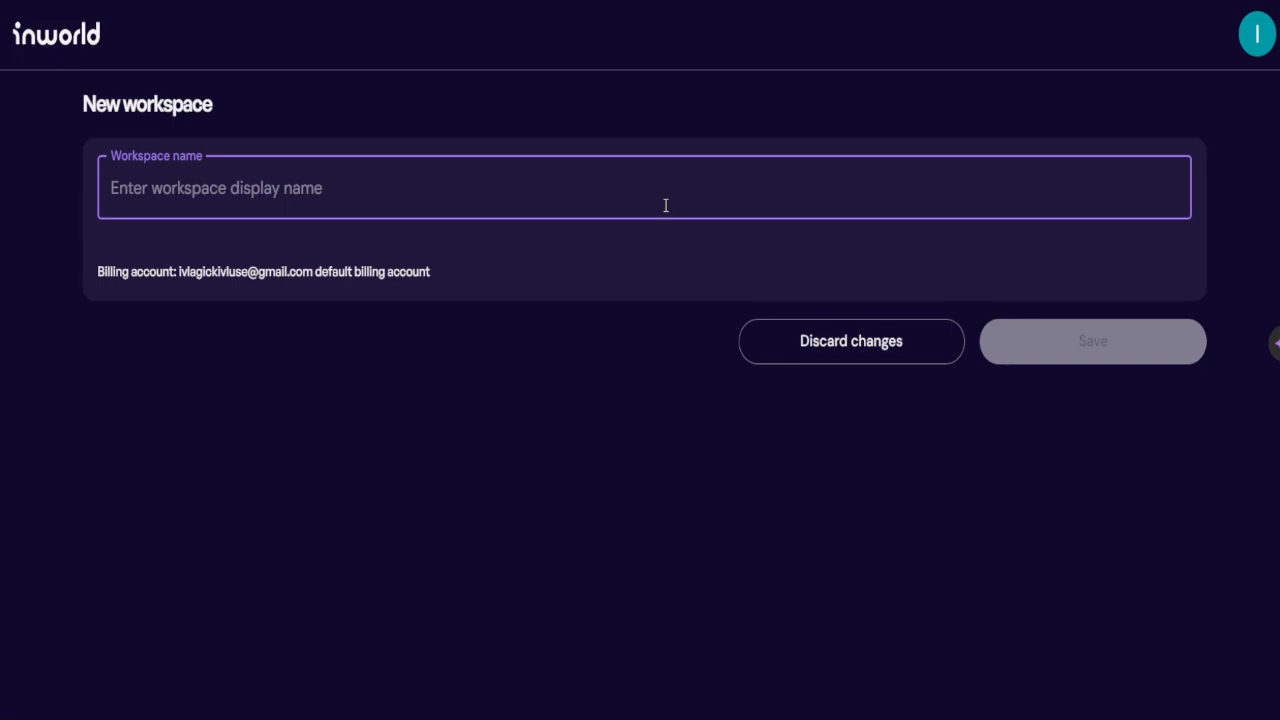 inworld
I
New workspace
Workspace name
Enter workspace display name
Billing account: ivlagickivluse@gmail.com default billing account
Discard changes
Save